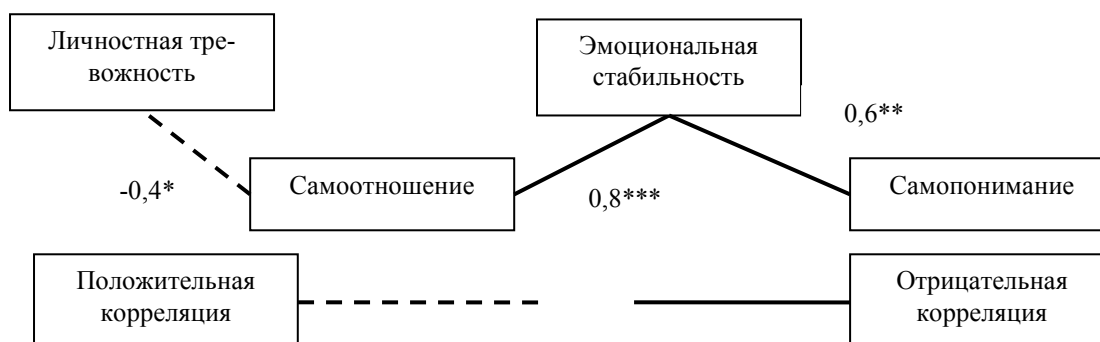 Личностная тре-
вожность
Эмоциональная
стабильность
0,6**
-0,4*
Самоотношение
0,8***
Самопонимание
Положительная
корреляция
Отрицательная
корреляция